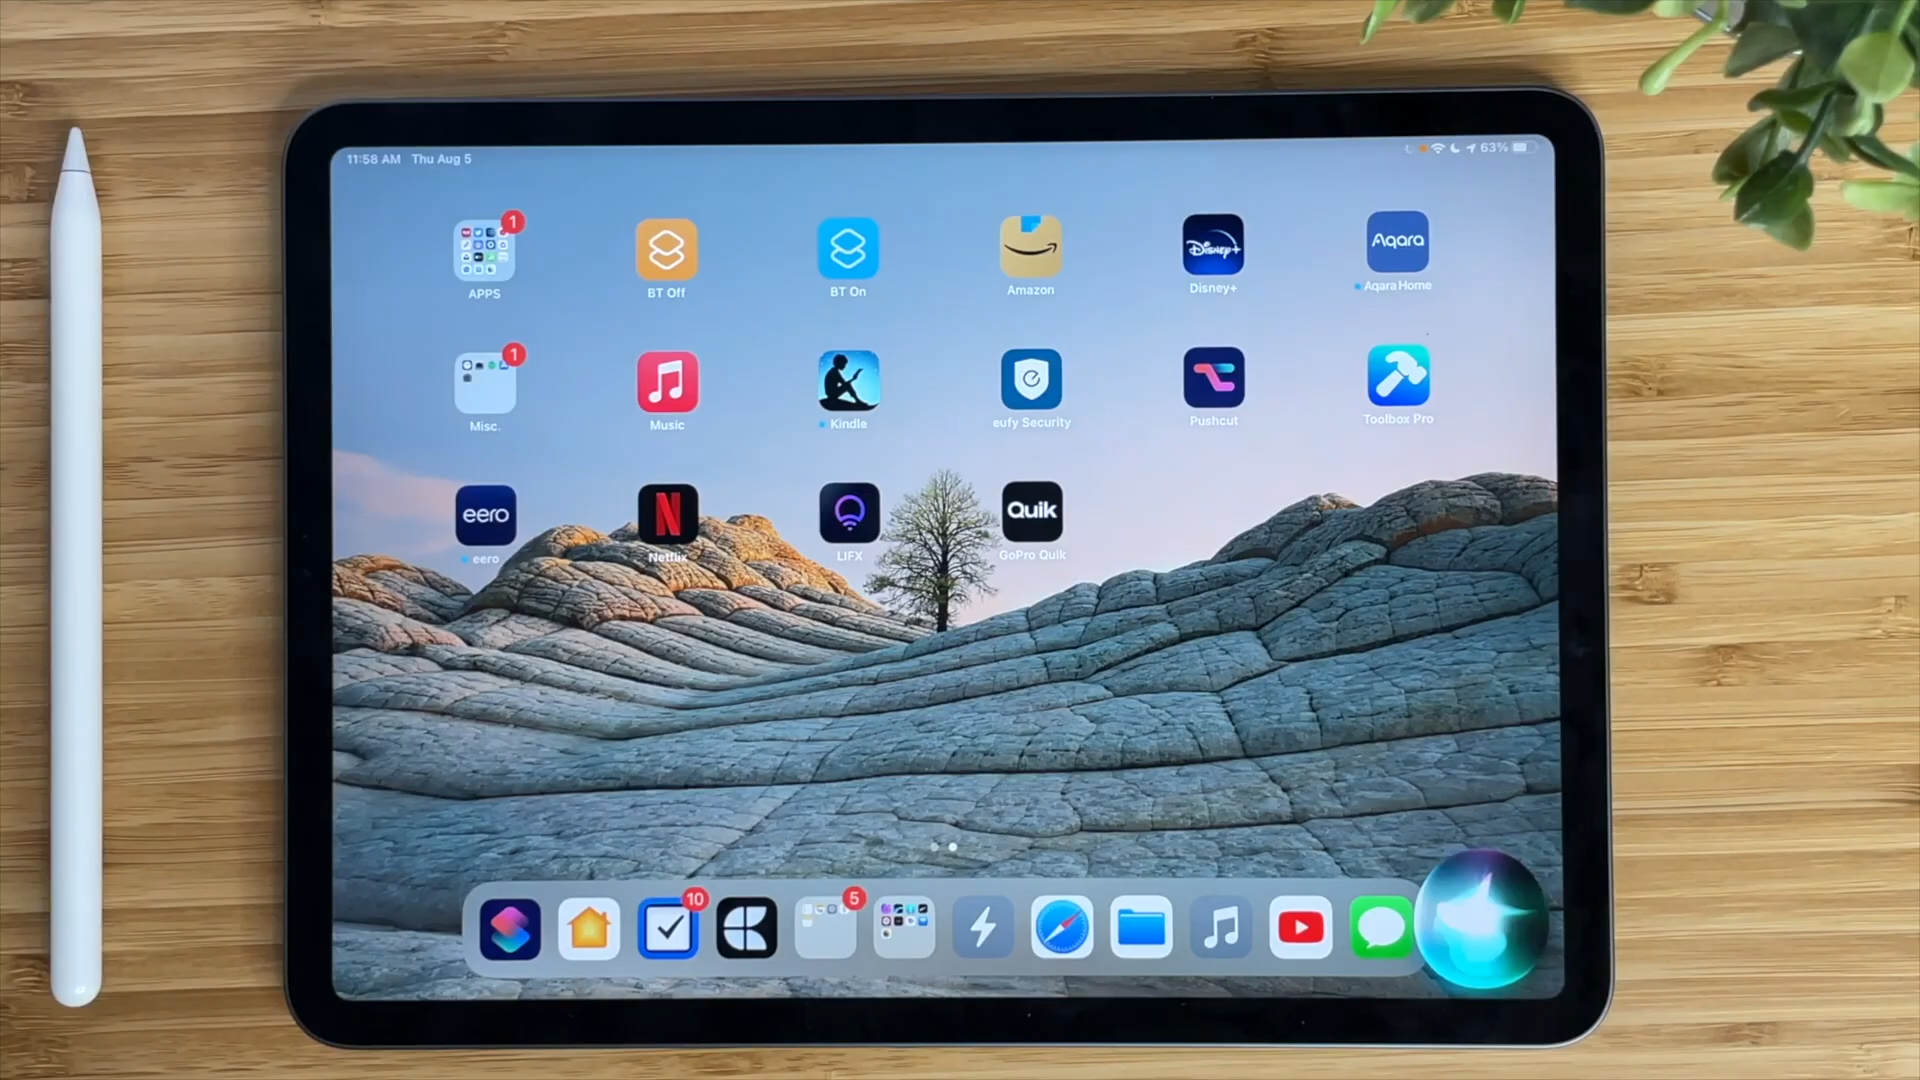 11:58 AM Thu Aug 5
63%
1
APPS
BT Off
BT On
Amazon
Disney+
Disney+
Aqara
Aqara Home
1
Misc.
Music
Kindle
eufy Security
Pushcut
Toolbox Pro
eero
eero
N
Netflix
LIFX
Quik
GoPro Quik
10
5